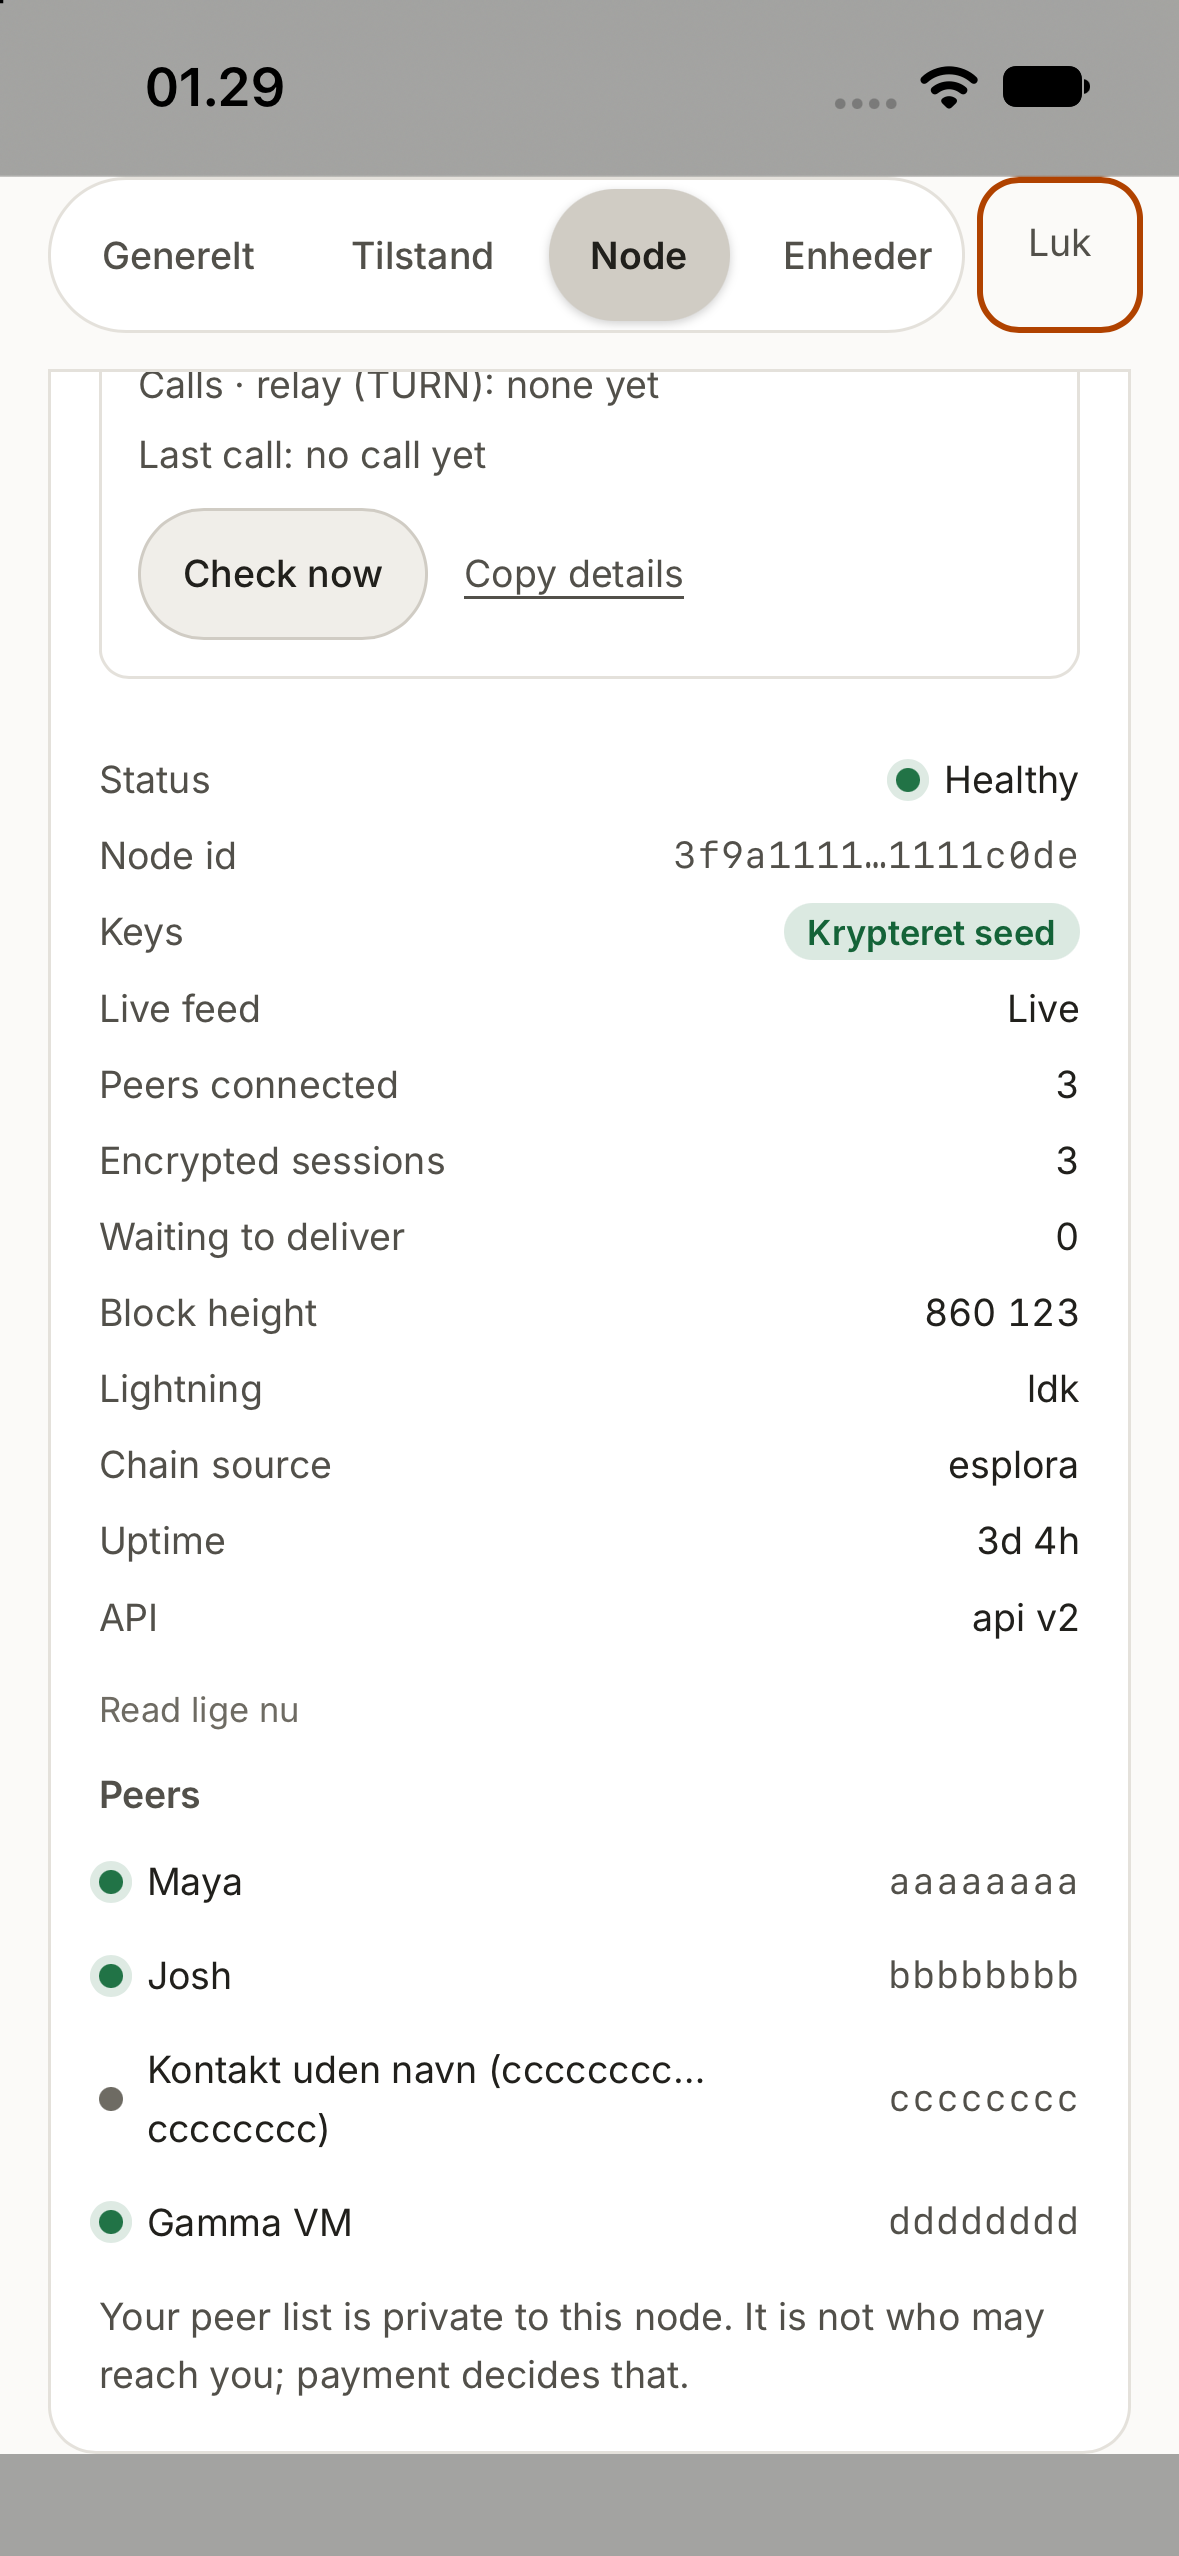 01.29
Generelt Tilstand Node Enheder Luk
Calls · relay (TURN): none yet
Last call: no call yet
Check now Copy details
Status Healthy
Node id 3f9a1111…1111c0de
Keys Krypteret seed
Live feed Live
Peers connected 3
Encrypted sessions 3
Waiting to deliver 0
Block height 860 123
Lightning ldk
Chain source esplora
Uptime 3d 4h
API api v2
Read lige nu
Peers
Maya aaaaaaaa
Josh bbbbbbbb
Kontakt uden navn (cccccccc…
cccccccc) cccccccc
Gamma VM dddddddd
Your peer list is private to this node. It is not who may
reach you; payment decides that.